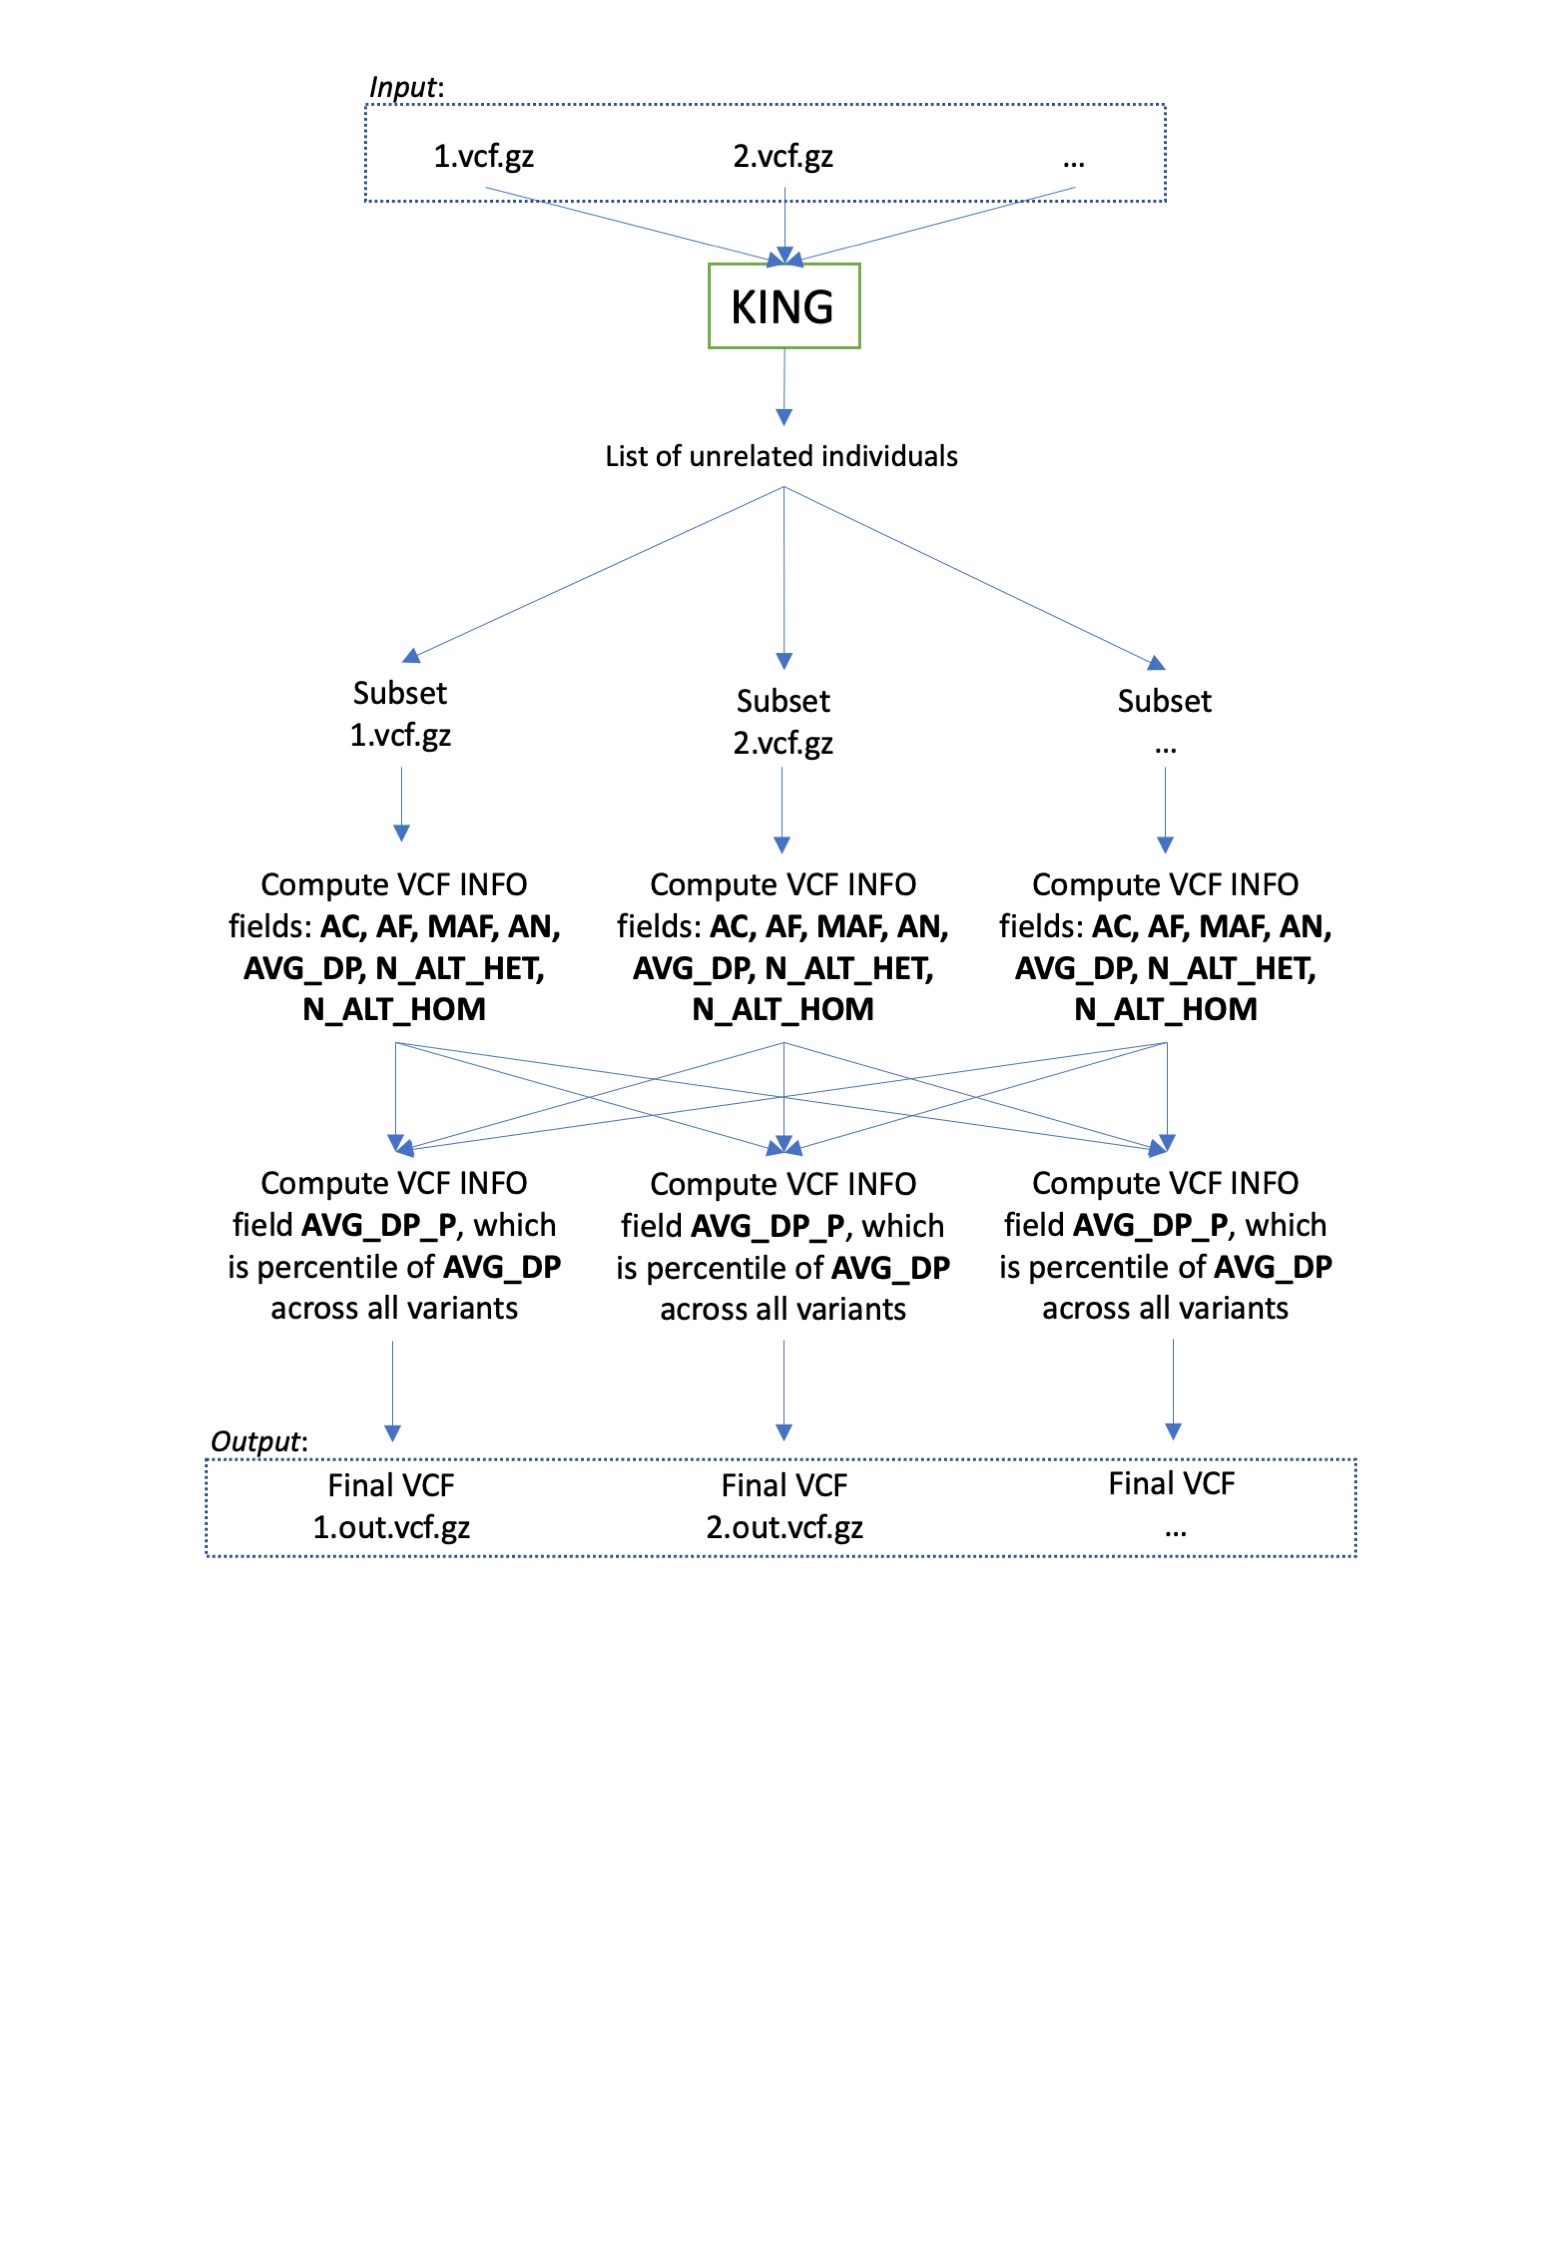 Input:
1.vcf.gz 2.vcf.gz ...
KING
List of unrelated individuals
Subset
1.vcf.gz
Subset
2.vcf.gz
Subset
...
Compute VCF INFO
fields: AC, AF, MAF, AN,
AVG_DP, N_ALT_HET,
N_ALT_HOM
Compute VCF INFO
fields: AC, AF, MAF, AN,
AVG_DP, N_ALT_HET,
N_ALT_HOM
Compute VCF INFO
fields: AC, AF, MAF, AN,
AVG_DP, N_ALT_HET,
N_ALT_HOM
Compute VCF INFO
field AVG_DP_P, which
is percentile of AVG_DP
across all variants
Compute VCF INFO
field AVG_DP_P, which
is percentile of AVG_DP
across all variants
Compute VCF INFO
field AVG_DP_P, which
is percentile of AVG_DP
across all variants
Output:
Final VCF
1.out.vcf.gz
Final VCF
2.out.vcf.gz
Final VCF
...